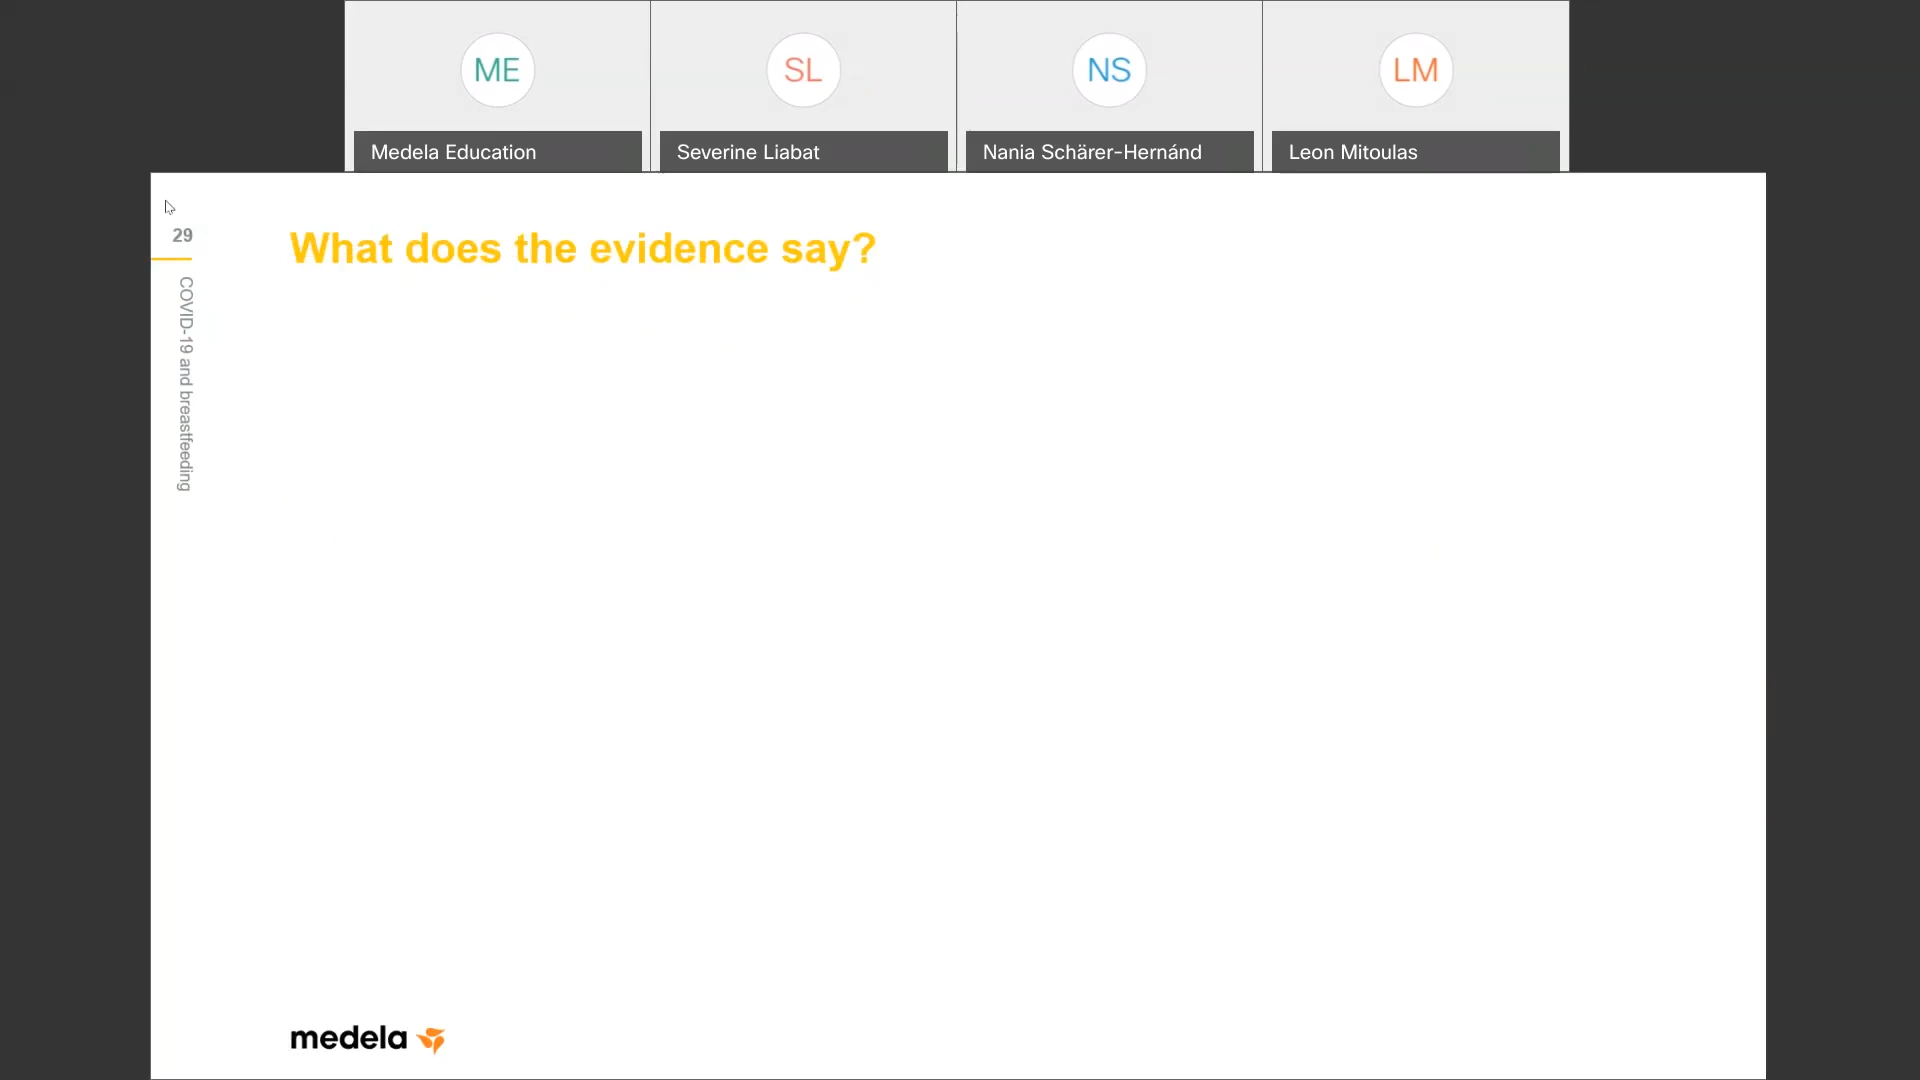 ME
SL
NS
LM
Medela Education
Severine Liabat
Nania Schärer-Hernánd
Leon Mitoulas
29
What does the evidence say?
COVID-19 and breastfeeding
medela